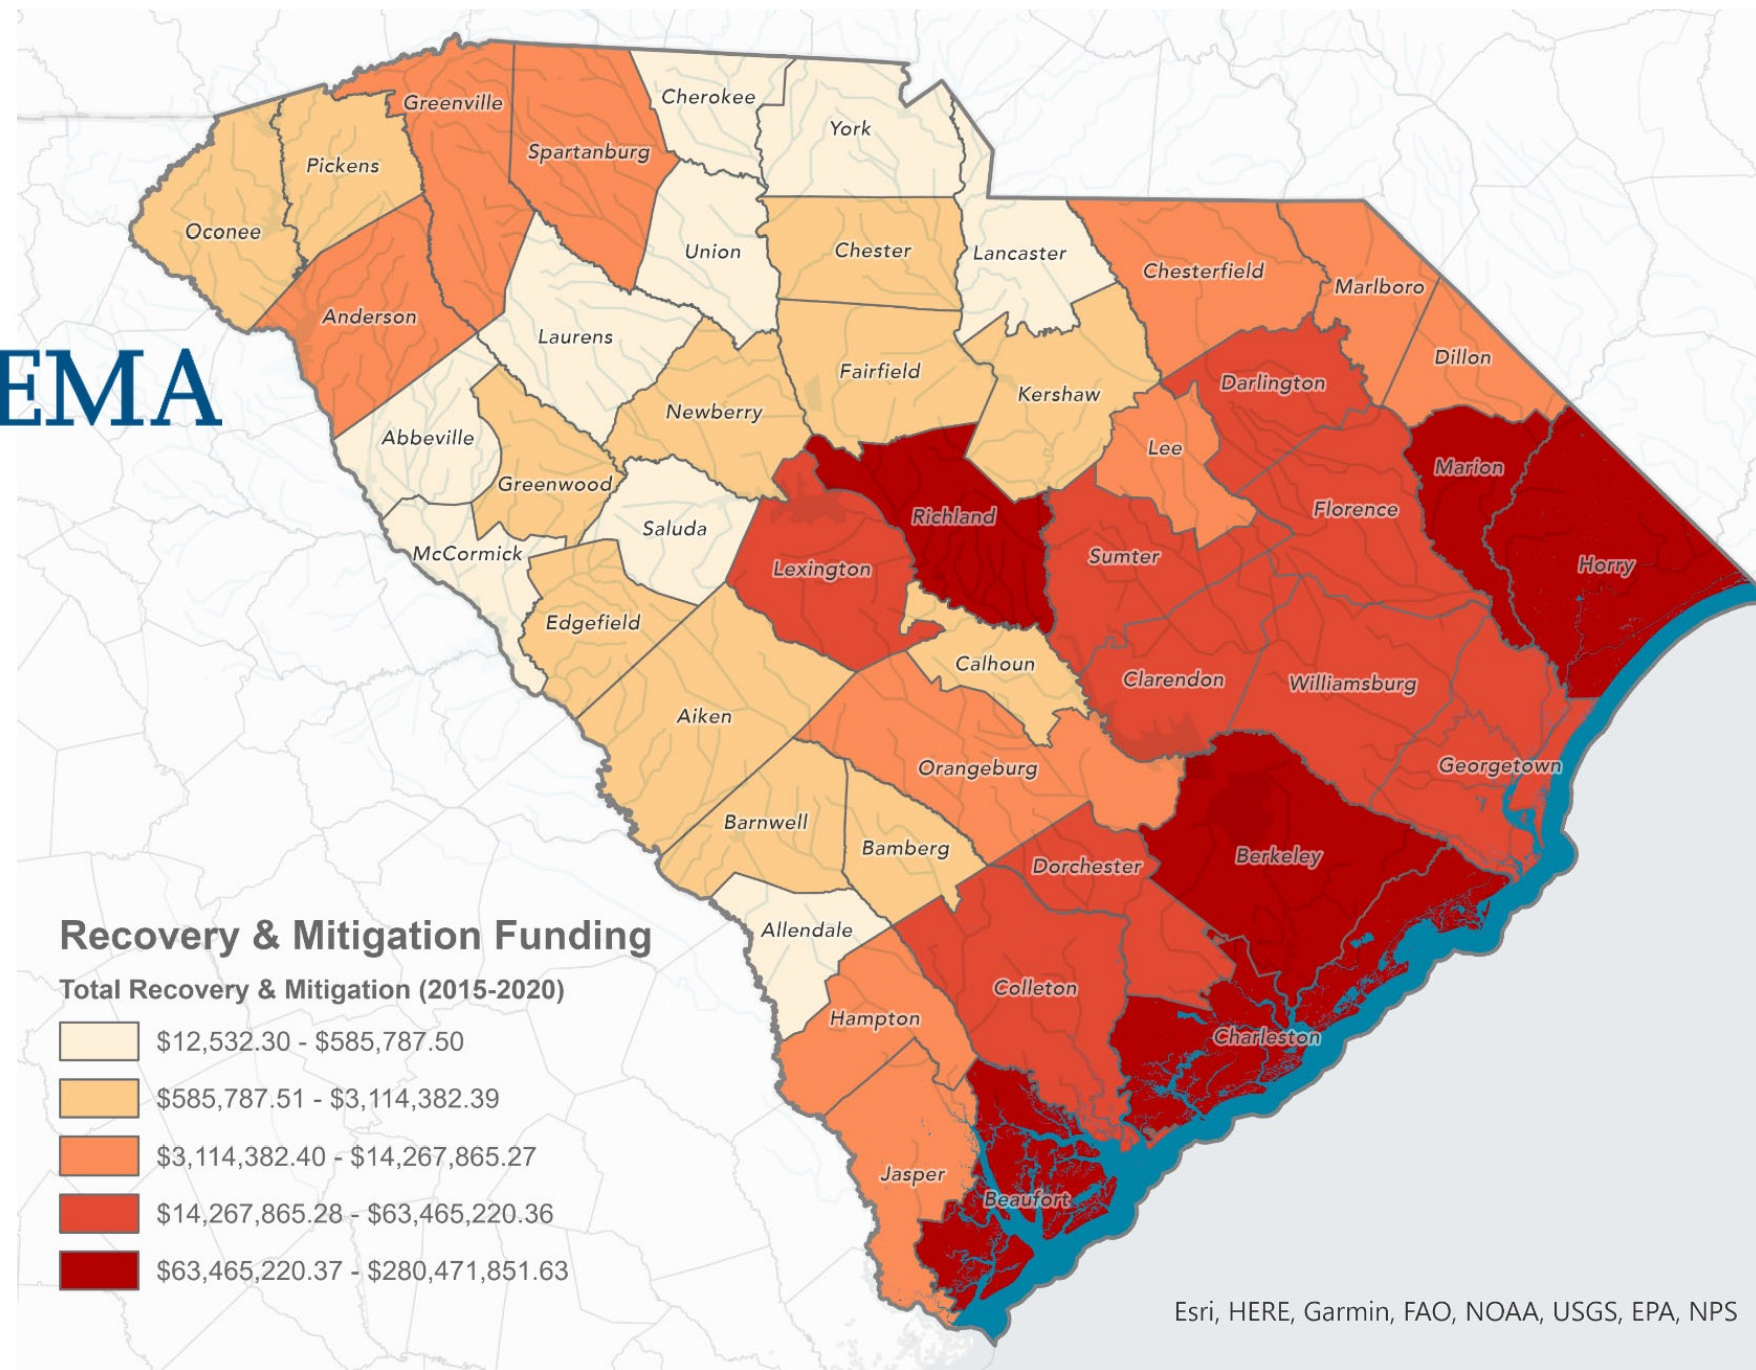 Greenville
Cherokee
York
Spartanburg
Pickens
Oconee
Union
Chester
Lancaster
Chesterfield
Marlboro
Anderson
Laurens
Dillon
EMA
Fairfield
Kershaw
Darlington
Newberry
Abbeville
Lee
Marion
Greenwood
Florence
Richland
Saluda
McCormick
Sumter
Lexington
Horry
Edgefield
Calhoun
Clarendon
Williamsburg
Aiken
Orangeburg
Georgetown
Barnwell
Bamberg
Berkeley
Dorchester
Allendale
Colleton
Hampton
Charleston
Jasper
Beaufort
Recovery & Mitigation Funding
Total Recovery & Mitigation (2015-2020)
$12,532.30 - $585,787.50
$585,787.51 - $3,114,382.39
$3,114,382.40 - $14,267,865.27
$14,267,865.28 - $63,465,220.36
$63,465,220.37 - $280,471,851.63
Esri, HERE, Garmin, FAO, NOAA, USGS, EPA, NPS